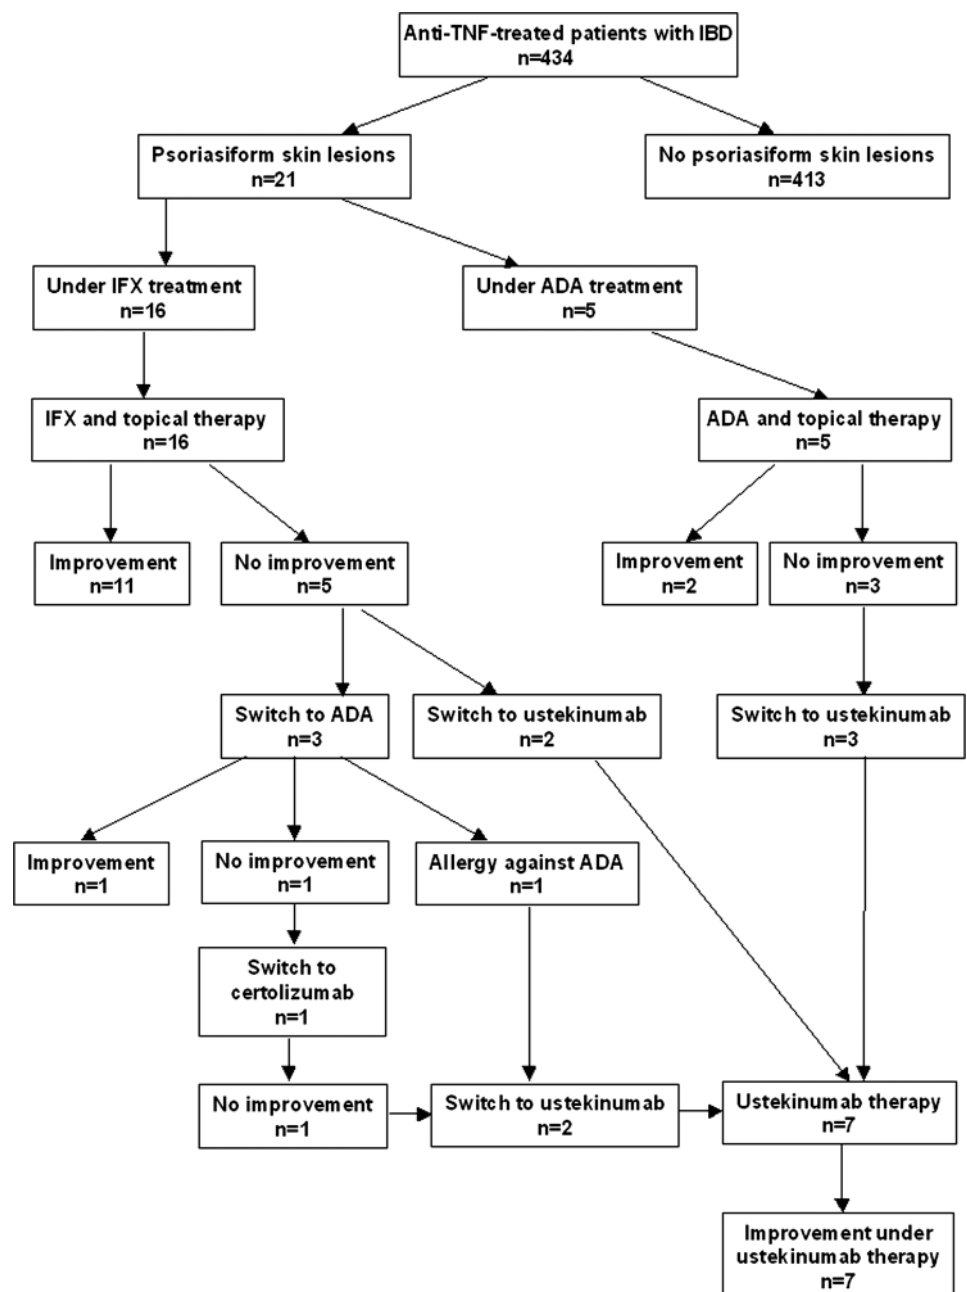 Anti-TNF-treated patients with IBD
n=434
Psoriasiform skin lesions
n=21
No psoriasiform skin lesions
n=413
Under IFX treatment
n=16
Under ADA treatment
n=5
IFX and topical therapy
n=16
ADA and topical therapy
n=5
Improvement
n=11
No improvement
n=5
Improvement
n=2
No improvement
n=3
Switch to ADA
n=3
Switch to ustekinumab
n=2
Switch to ustekinumab
n=3
Improvement
n=1
No improvement
n=1
Allergy against ADA
n=1
Switch to
certolizumab
n=1
No improvement
n=1
Switch to ustekinumab
n=2
Ustekinumab therapy
n=7
Improvement under
ustekinumab therapy
n=7